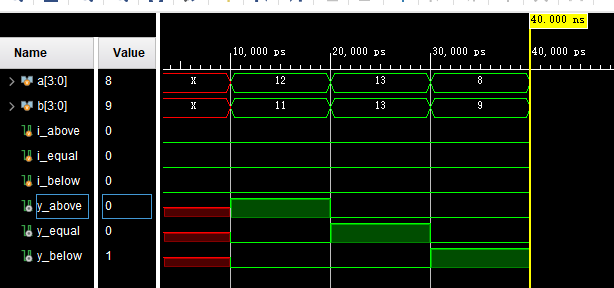 40.000 ns
Name Value
10,000 ps 20,000 ps 30,000 ps 40,000 ps
a[3:0] 8 X 12 13 8
b[3:0] 9 X 11 13 9
i_above 0
i_equal 0
i_below 0
y_above 0
y_equal 0
y_below 1